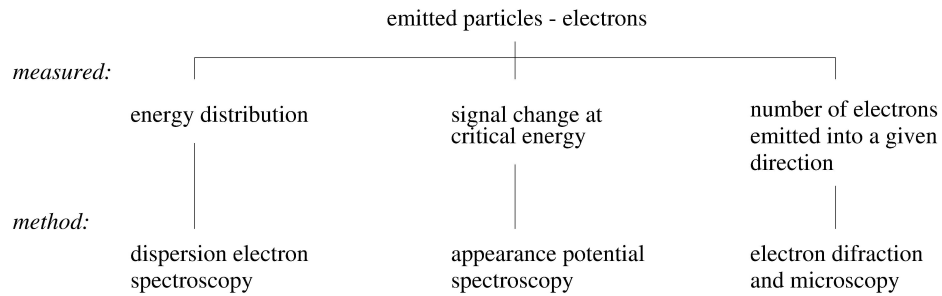 emitted particles - electrons
measured:
energy distribution
signal change at
critical energy
number of electrons
emitted into a given
direction
method:
dispersion electron
spectroscopy
appearance potential
spectroscopy
electron difraction
and microscopy